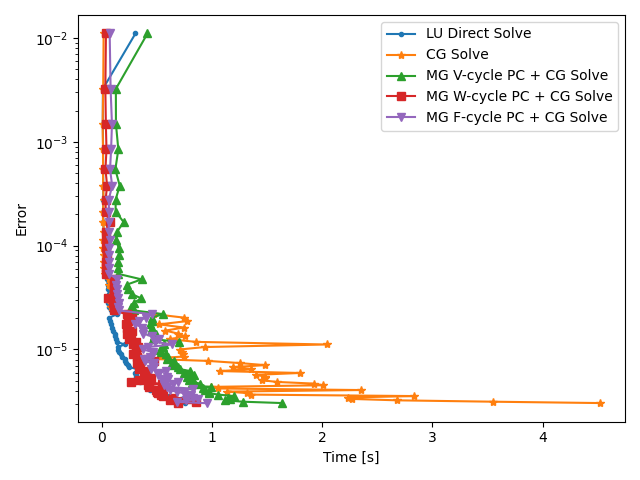 LU Direct Solve
CG Solve
MG V-cycle PC + CG Solve
MG W-cycle PC + CG Solve
MG F-cycle PC + CG Solve
10⁻²
10⁻³
10⁻⁴
10⁻⁵
Error
0 1 2 3 4
Time [s]